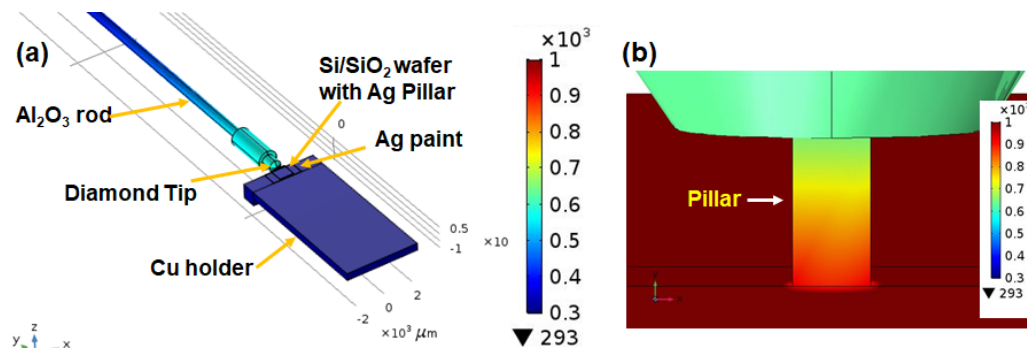 (a)
Si/SiO2 wafer
with Ag Pillar
Al2O3 rod
Ag paint
Diamond Tip
Cu holder
0
0.5
-1
×10
2
0
-2
×10³ μm
y z x
×10³
1
0.9
0.8
0.7
0.6
0.5
0.4
0.3
▼ 293
(b)
Pillar
Y
x
1
0.9
0.8
0.7
0.6
0.5
0.4
0.3
▼ 293